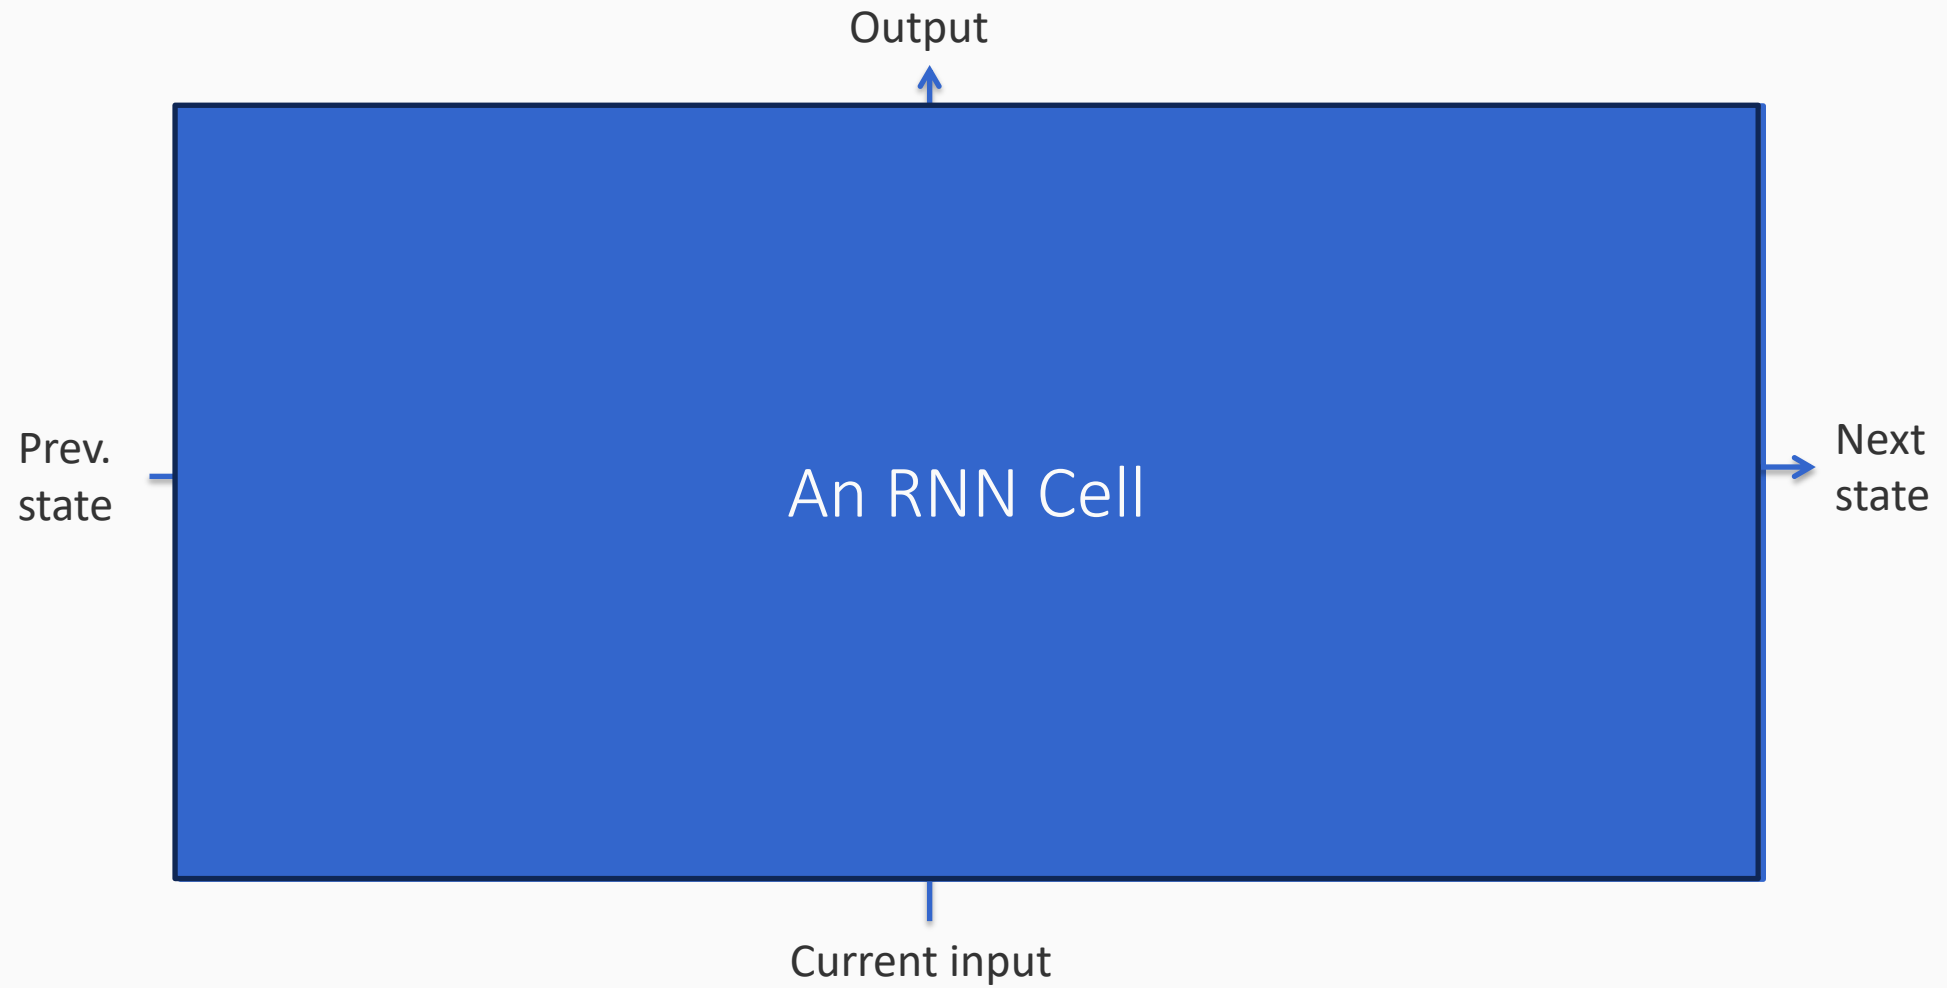 Output
Prev.
state
An RNN Cell
Next
state
Current input